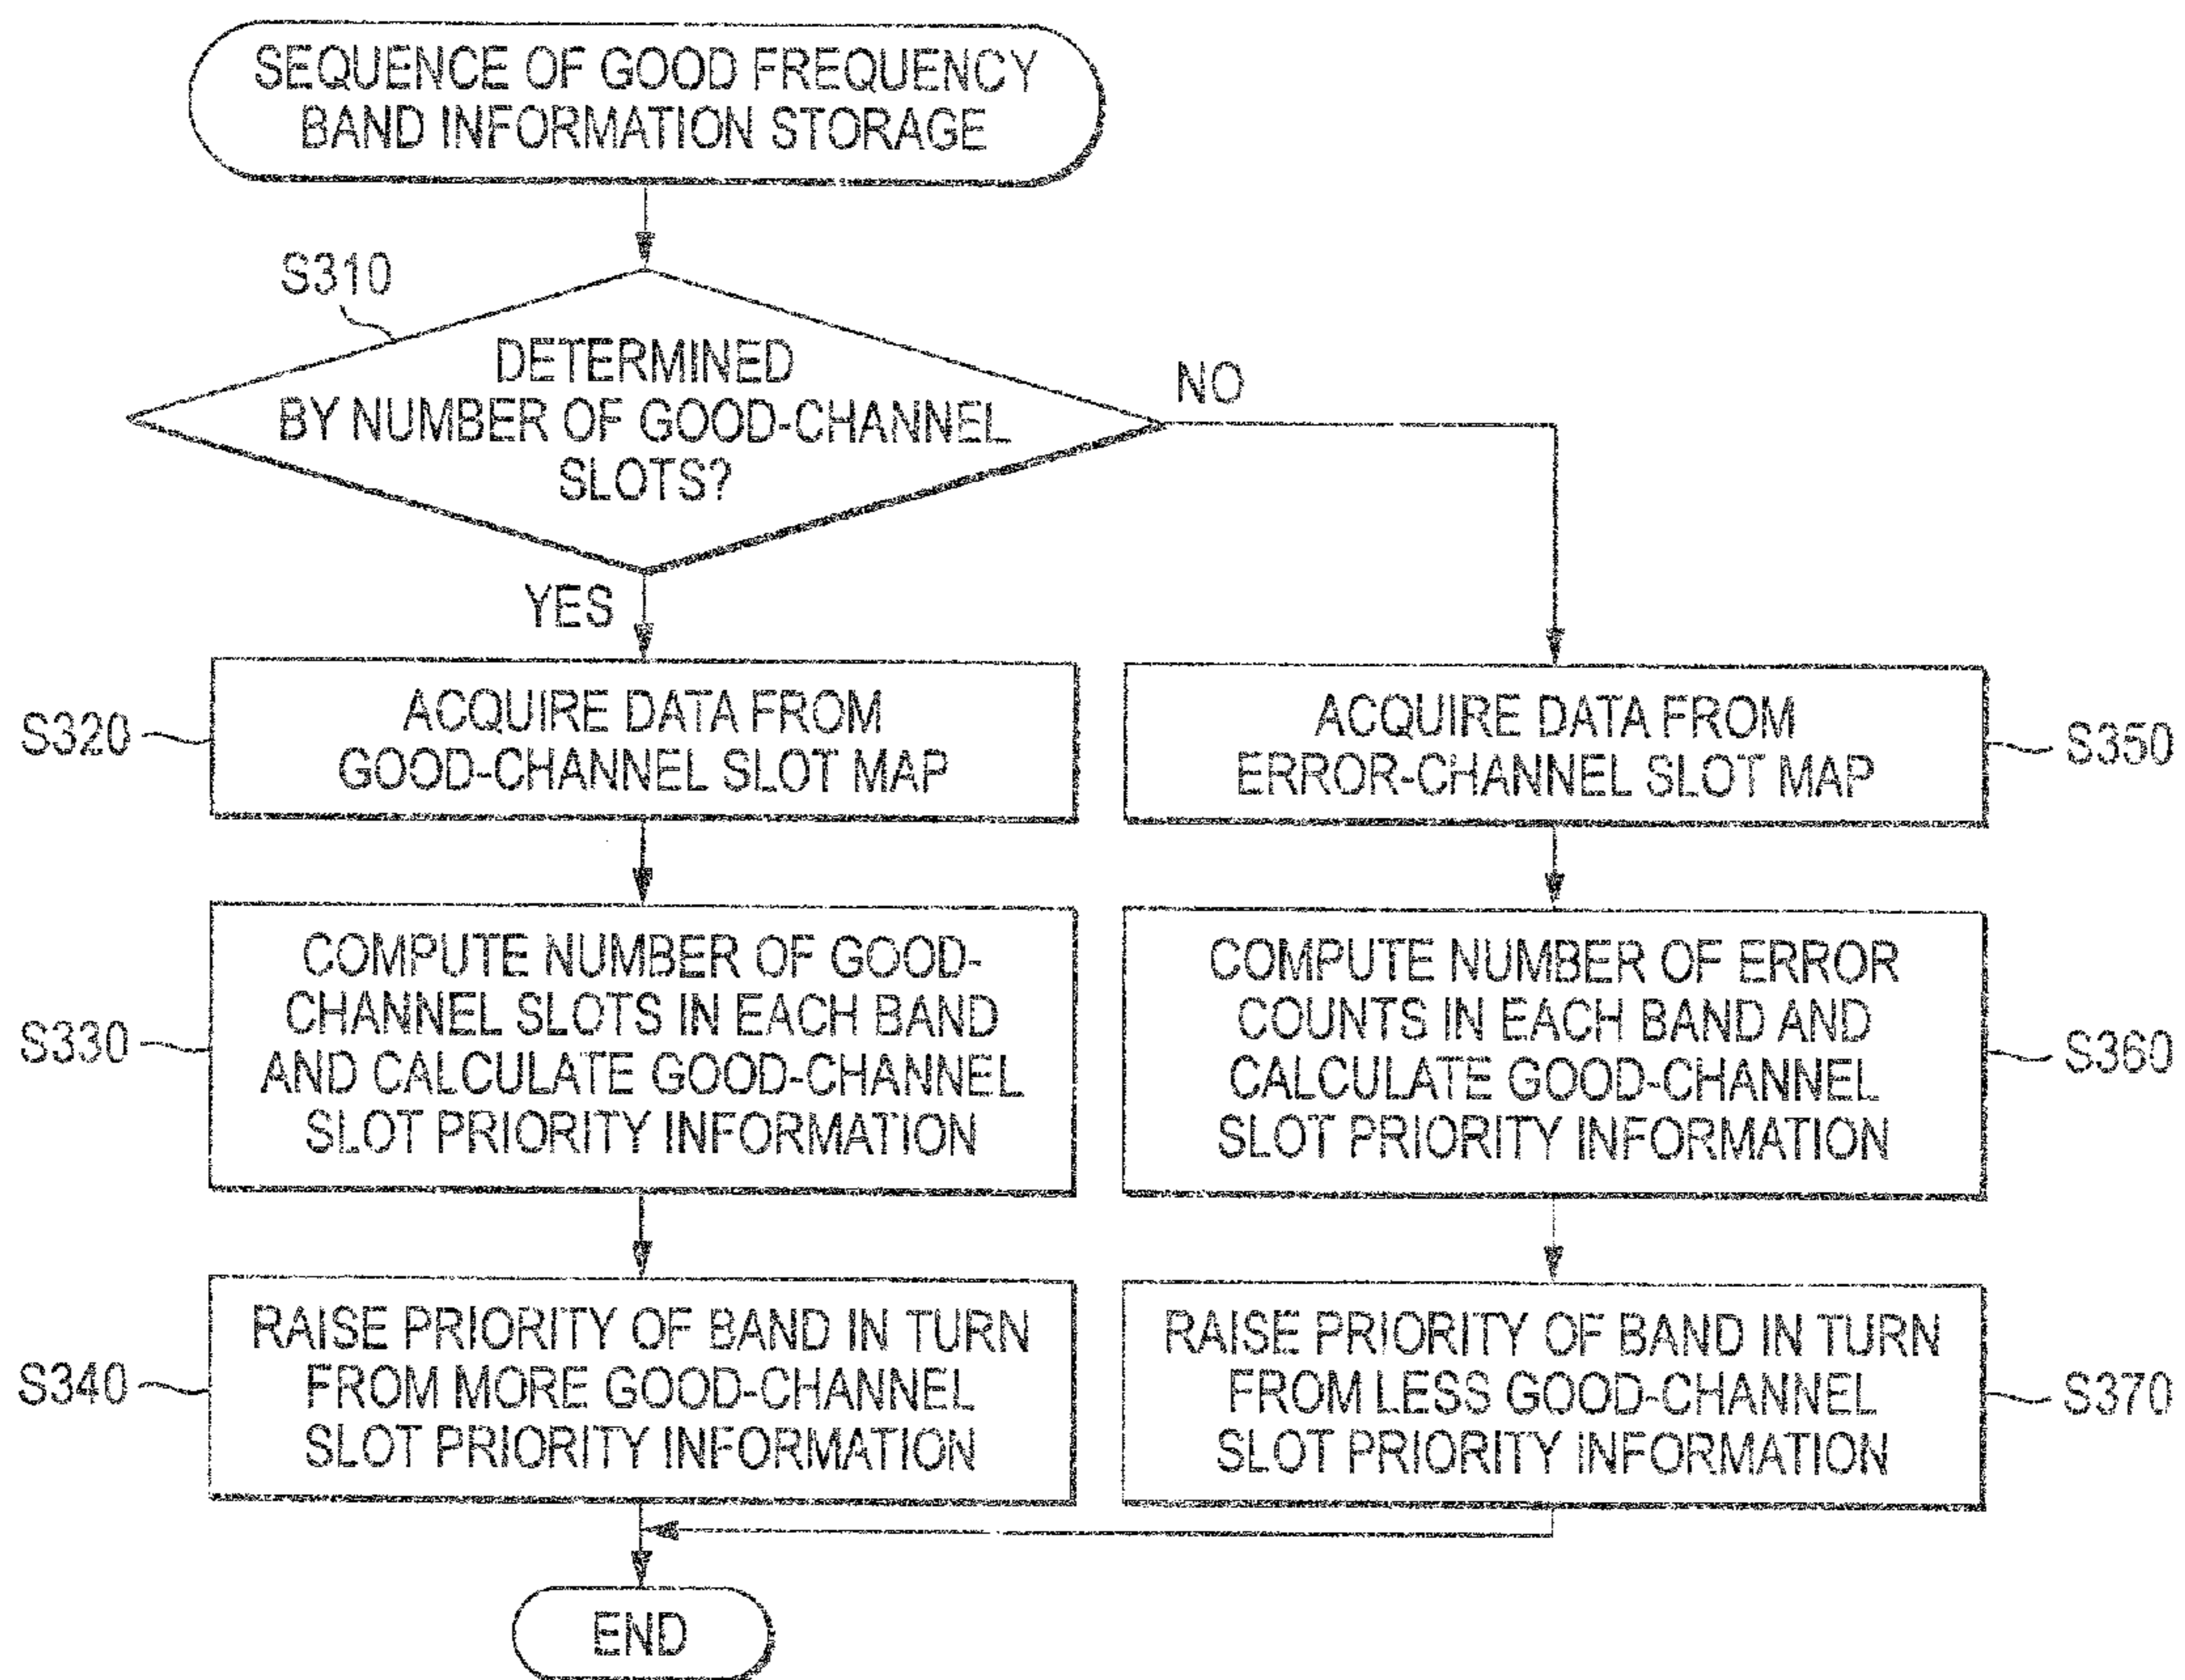 SEQUENCE OF GOOD FREQUENCY
BAND INFORMATION STORAGE
S310
DETERMINED
BY NUMBER OF GOOD-CHANNEL
SLOTS?
NO
YES
S320
ACQUIRE DATA FROM
GOOD-CHANNEL SLOT MAP
ACQUIRE DATA FROM
ERROR-CHANNEL SLOT MAP
S350
S330
COMPUTE NUMBER OF GOOD-
CHANNEL SLOTS IN EACH BAND
AND CALCULATE GOOD-CHANNEL
SLOT PRIORITY INFORMATION
COMPUTE NUMBER OF ERROR
COUNTS IN EACH BAND AND
CALCULATE GOOD-CHANNEL
SLOT PRIORITY INFORMATION
S360
S340
RAISE PRIORITY OF BAND IN TURN
FROM MORE GOOD-CHANNEL
SLOT PRIORITY INFORMATION
RAISE PRIORITY OF BAND IN TURN
FROM LESS GOOD-CHANNEL
SLOT PRIORITY INFORMATION
S370
END